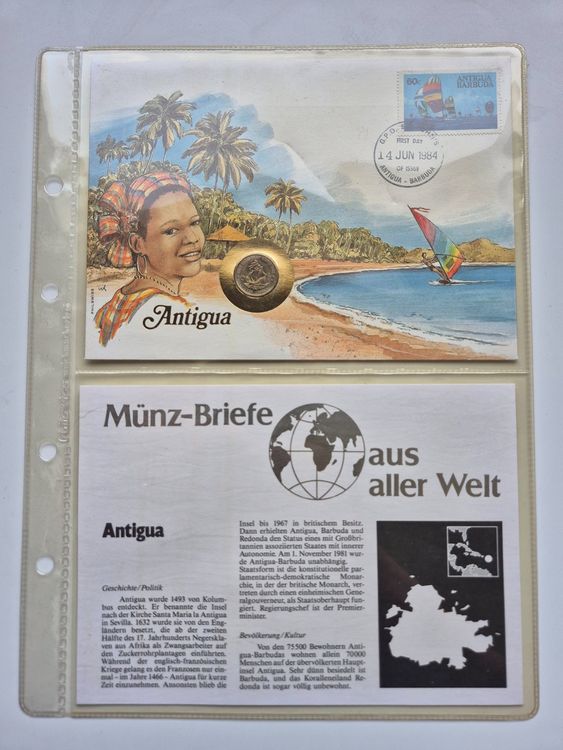 60c
ANTIGUA
BARBUDA
FIRST DAY
14 JUN 1984
OF ISSUE
ANTIGUA - BARBUDA
PHILSWISS
Antigua
Münz-Briefe
aus
aller Welt
Antigua
Geschichte/Politik
Antigua wurde 1493 von Kolum-
bus entdeckt. Er benannte die Insel
nach der Kirche Santa Maria la Antigua
in Sevilla. 1632 wurde sie von den Eng-
ländern besetzt, die ab der zweiten
Hälfte des 17. Jahrhunderts Negerskla-
ven aus Afrika als Zwangsarbeiter auf
den Zuckerrohrplantagen einführten.
Während der englisch-französischen
Kriege gelang es den Franzosen nur ein-
mal – im Jahre 1466 – Antigua für kurze
Zeit einzunehmen. Ansonsten blieb die
Insel bis 1967 in britischem Besitz.
Dann erhielten Antigua, Barbuda und
Redonda den Status eines mit Großbri-
tannien assoziierten Staates mit innerer
Autonomie. Am 1. November 1981 wur-
de Antigua-Barbuda unabhängig.
Staatsform ist die konstitutionelle par-
lamentarisch-demokratische Monar-
chie, in der der britische Monarch, ver-
treten durch einen einheimischen Gene-
ralgouverneur, als Staatsoberhaupt fun-
giert. Regierungschef ist der Premier-
minister.
Bevölkerung/Kultur
Von den 75500 Bewohnern Anti-
gua-Barbudas wohnen allein 70000
Menschen auf der übervölkerten Haupt-
insel Antigua. Sehr dünn besiedelt ist
Barbuda, und das Koralleneiland Re-
donda ist sogar völlig unbewohnt.